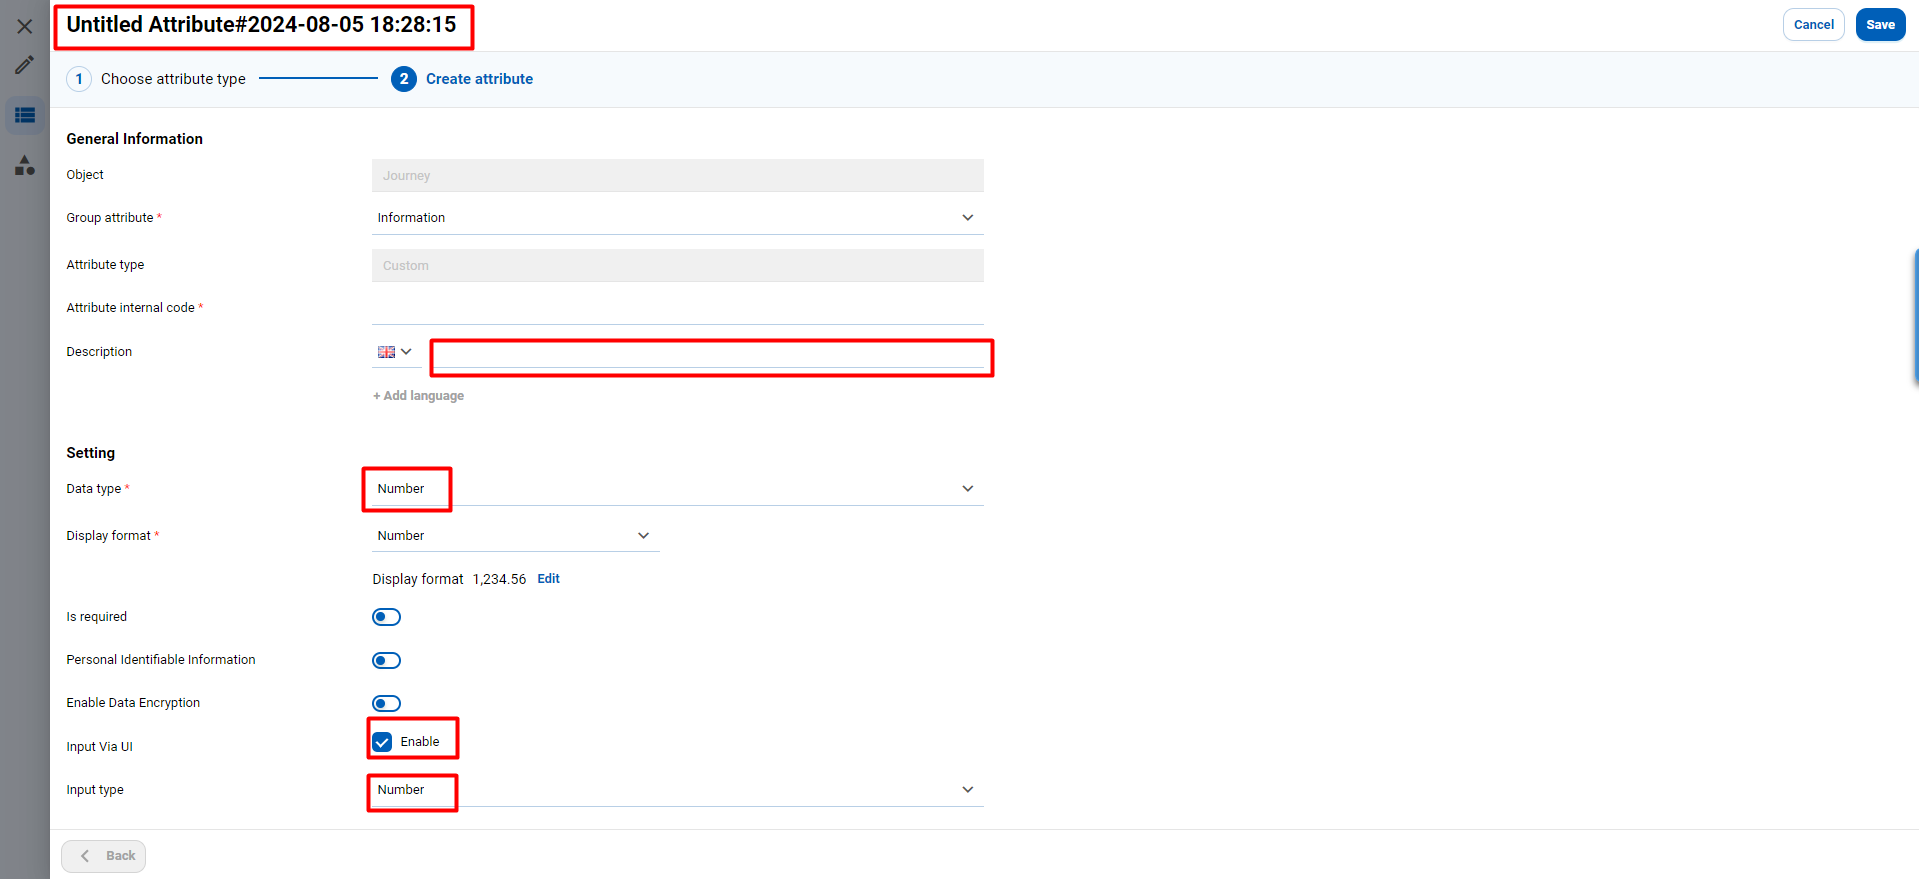 Untitled Attribute#2024-08-05 18:28:15
Cancel
Save
1 Choose attribute type
2 Create attribute
General Information
Object
Journey
Group attribute *
Information
Attribute type
Custom
Attribute internal code *
Description
+ Add language
Setting
Data type *
Number
Display format *
Number
Display format 1,234.56 Edit
Is required
Personal Identifiable Information
Enable Data Encryption
Input Via UI
Enable
Input type
Number
Back